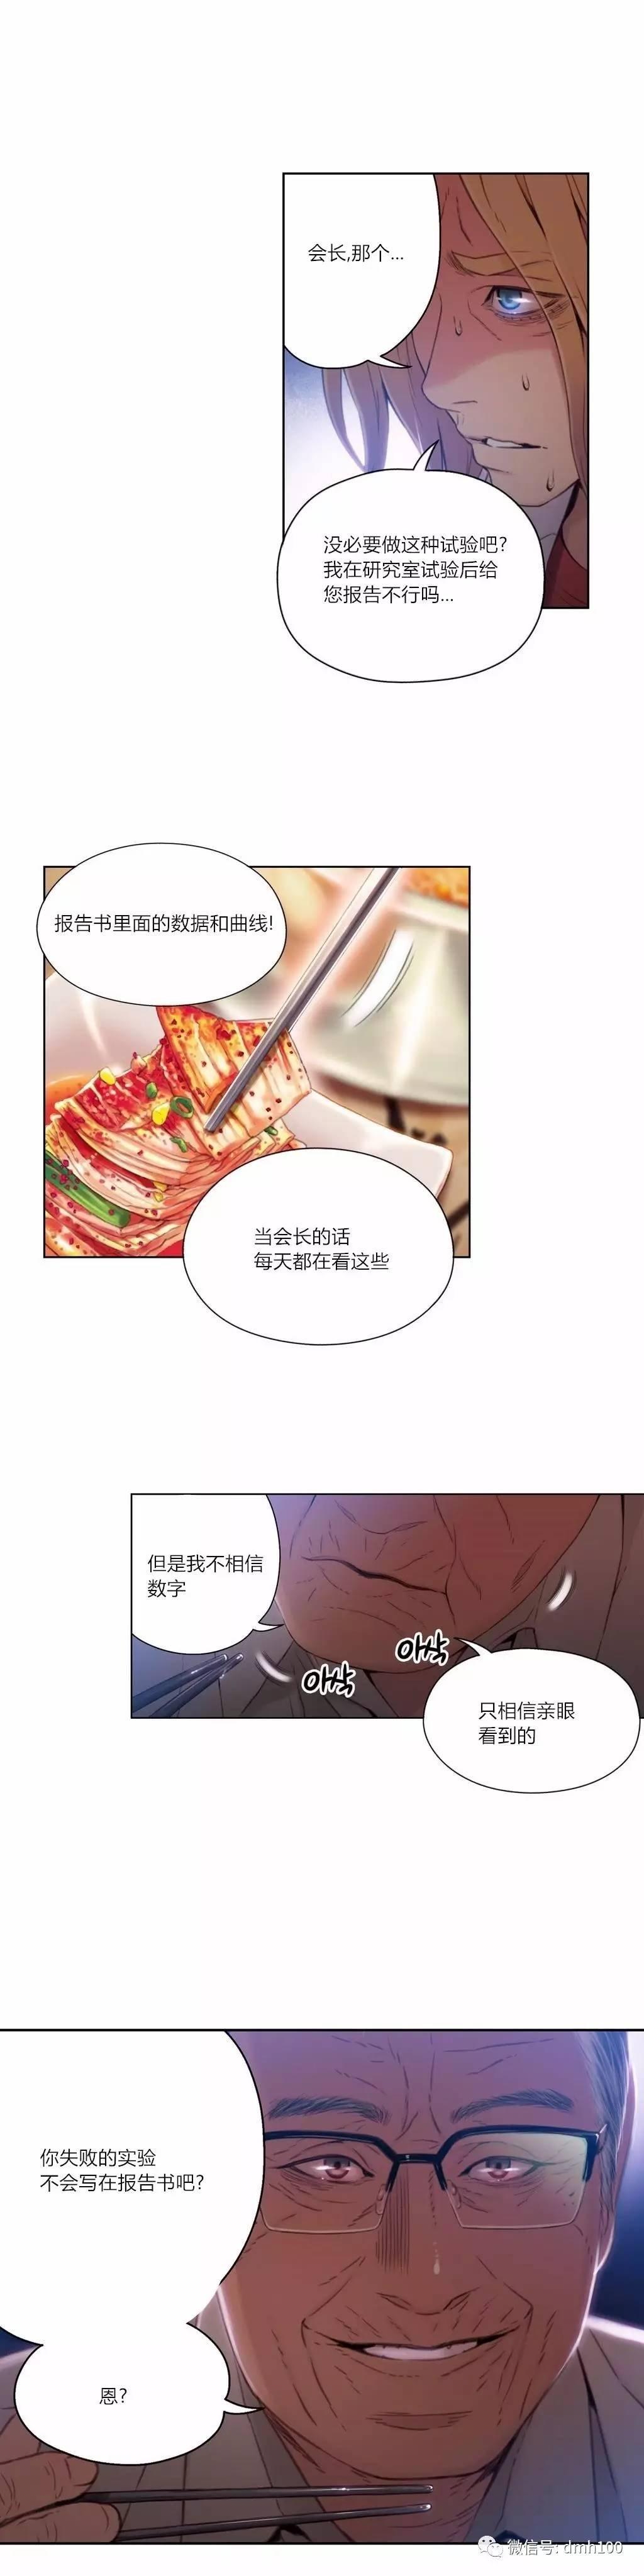 会长,那个...
没必要做这种试验吧?
我在研究室试验后给
您报告不行吗...
报告书里面的数据和曲线!
当会长的话
每天都在看这些
但是我不相信
数字
아삭
아삭
只相信亲眼
看到的
你失败的实验
不会写在报告书吧?
恩?
微信号: dmh100